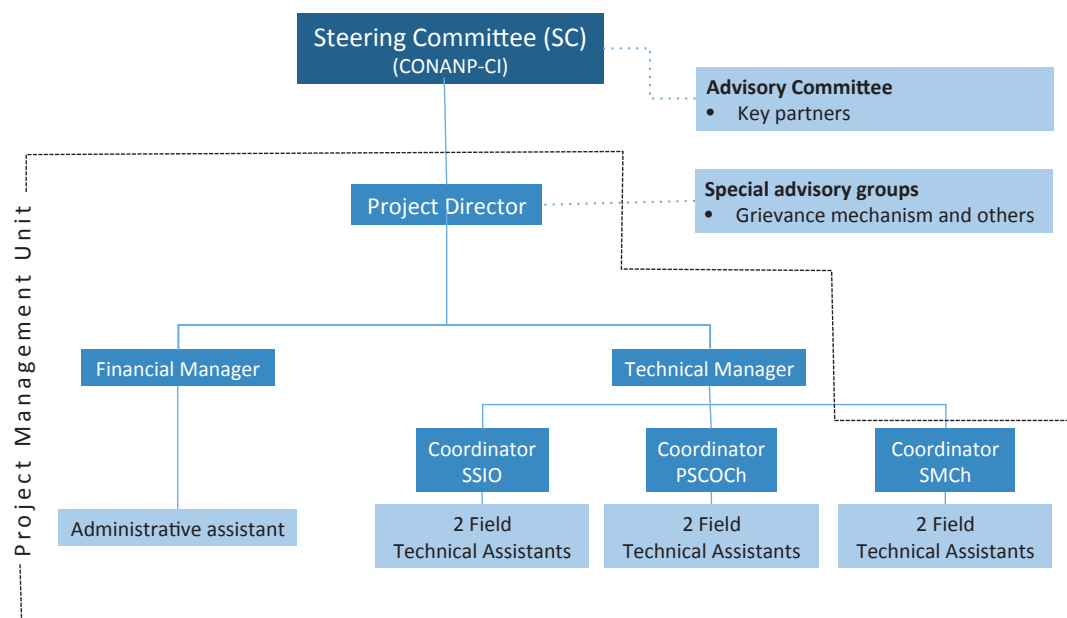 Steering Committee (SC)
(CONANP-CI)
Advisory Committee
• Key partners
Project Management Unit
Project Director
Special advisory groups
• Grievance mechanism and others
Financial Manager
Technical Manager
Coordinator
SSIO
Coordinator
PSCOCh
Coordinator
SMCh
Administrative assistant
2 Field
Technical Assistants
2 Field
Technical Assistants
2 Field
Technical Assistants